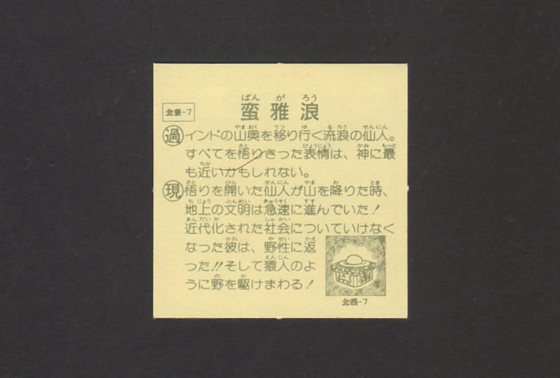 北東-7
蛮雅浪
ばんがろう
過 インドの山奥を移り行く流浪の仙人。
すべてを悟りきった表情は、神に最
も近いかもしれない。
現 悟りを開いた仙人が山を降りた時、
地上の文明は急速に進んでいた!
近代化された社会についていけなく
なった彼は、野性に返
った!!そして猿人のよ
うに野を駆けまわる!
北西-7